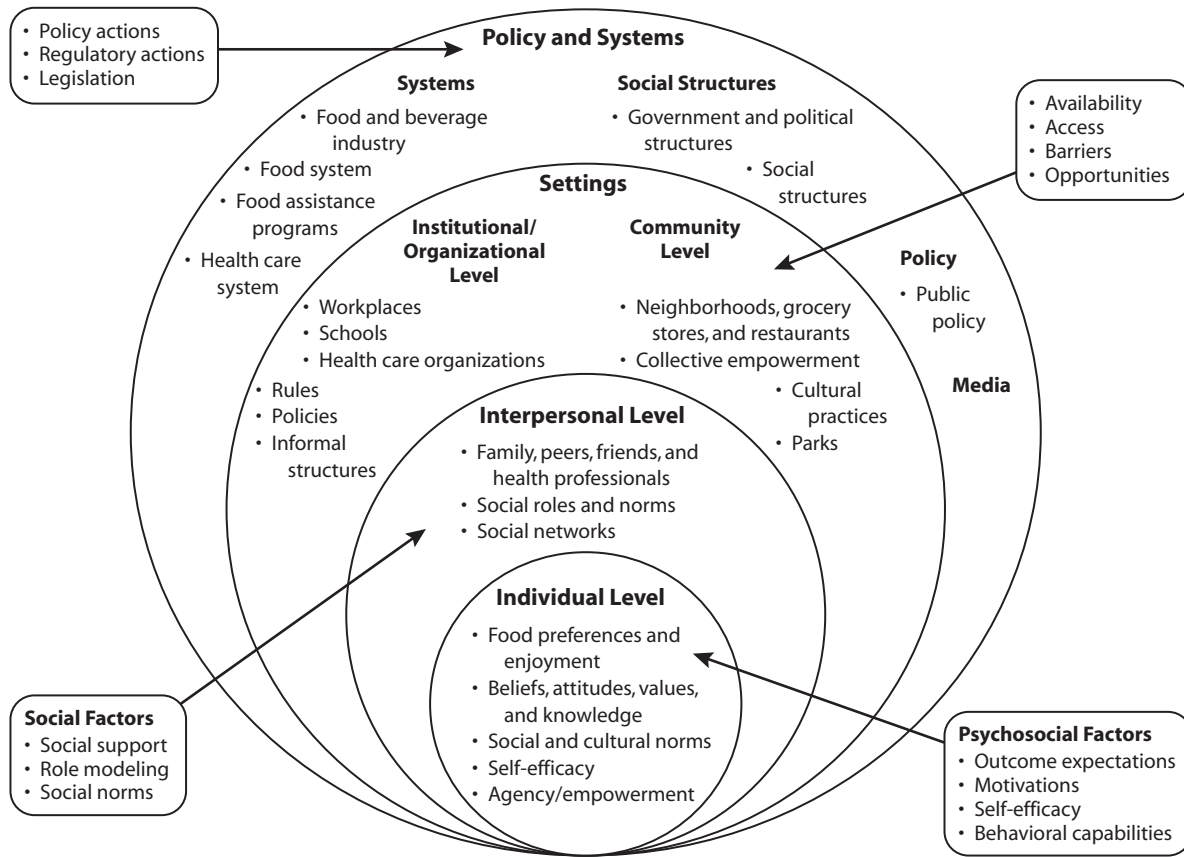 • Policy actions
• Regulatory actions
• Legislation
Policy and Systems
Systems
• Food and beverage
industry
• Food system
• Food assistance
programs
• Health care
system
Social Structures
• Government and political
structures
• Social
structures
• Availability
• Access
• Barriers
• Opportunities
Policy
• Public
policy
Media
Settings
Institutional/
Organizational
Level
• Workplaces
• Schools
• Health care organizations
• Rules
• Policies
• Informal
structures
Community
Level
• Neighborhoods, grocery
stores, and restaurants
• Collective empowerment
• Cultural
practices
• Parks
Interpersonal Level
• Family, peers, friends, and
health professionals
• Social roles and norms
• Social networks
Individual Level
• Food preferences and
enjoyment
• Beliefs, attitudes, values,
and knowledge
• Social and cultural norms
• Self-efficacy
• Agency/empowerment
Social Factors
• Social support
• Role modeling
• Social norms
Psychosocial Factors
• Outcome expectations
• Motivations
• Self-efficacy
• Behavioral capabilities